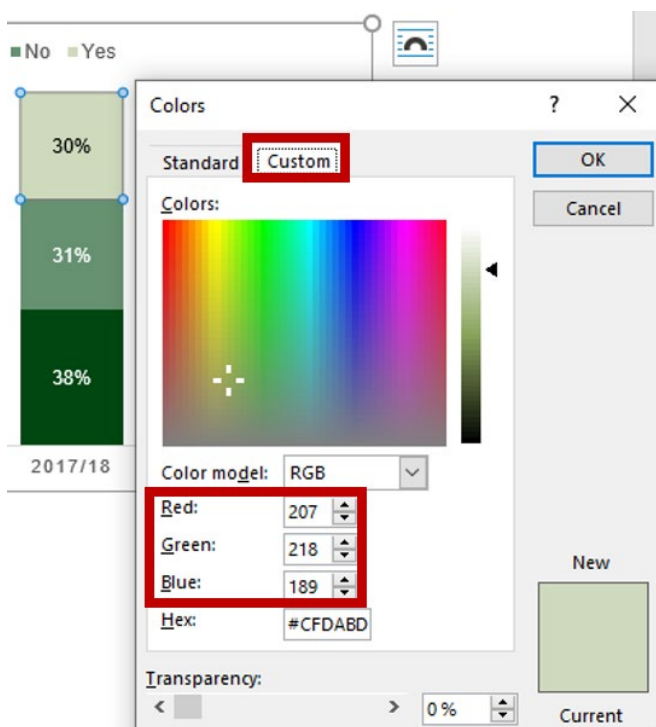 No Yes
Colors ? X
30%
Standard Custom OK
Colors: Cancel
31%
38%
2017/18
Color model: RGB
Red: 207
Green: 218
Blue: 189
New
Hex: #CFDABD
Transparency:
0 %
Current